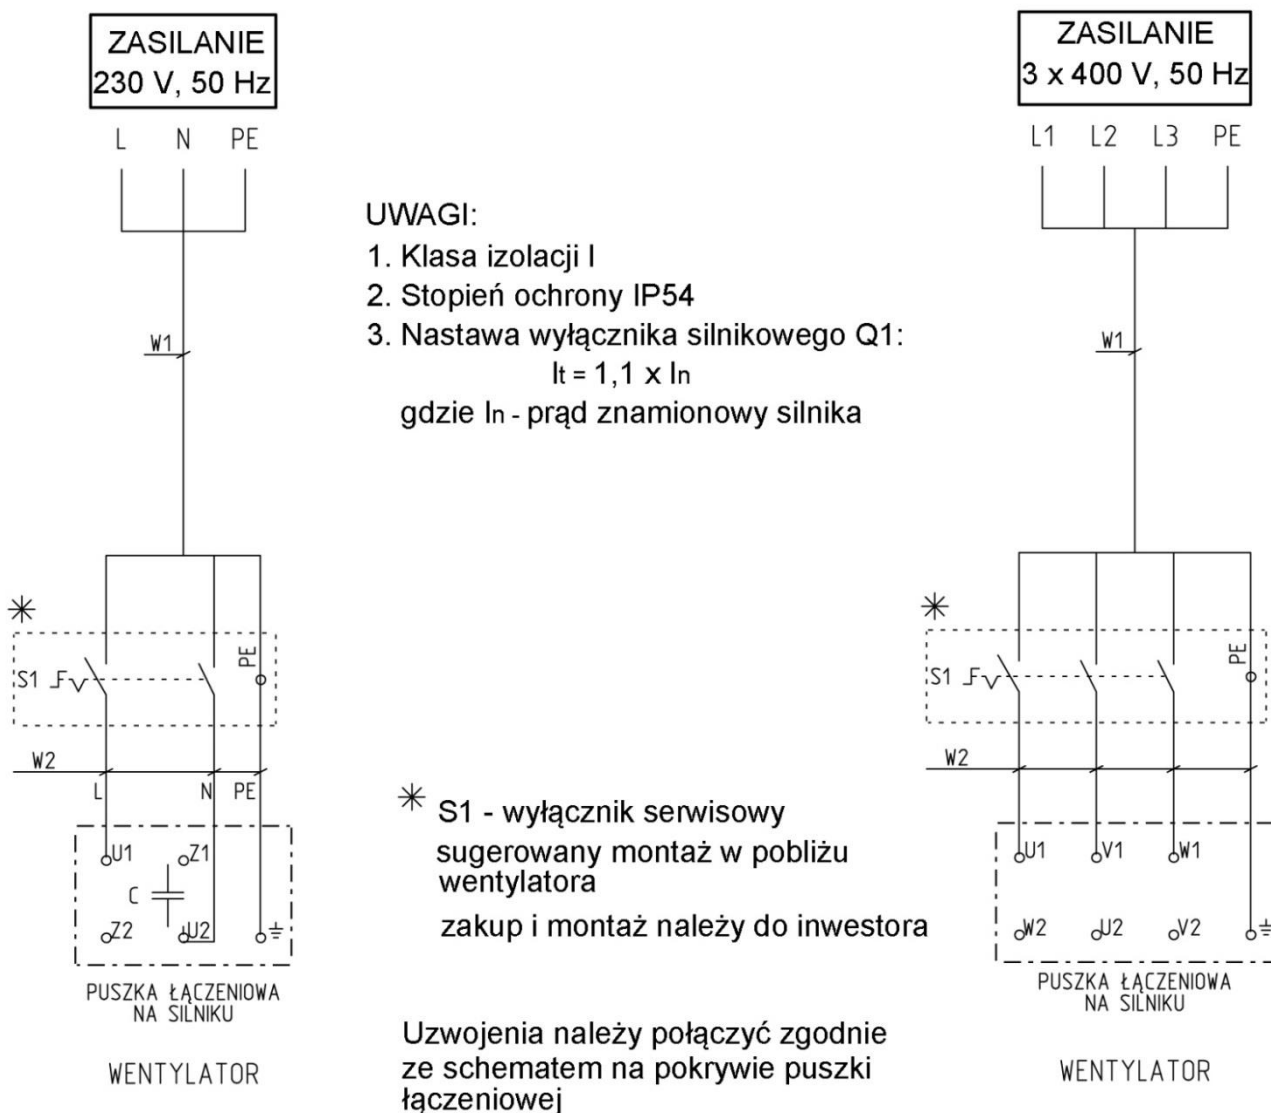 ZASILANIE
230 V, 50 Hz
L N PE
W1
S1
PE
W2
L N PE
U1 Z1
C
Z2 U2
PUSZKA ŁĄCZENIOWA
NA SILNIKU
WENTYLATOR
UWAGI:
1. Klasa izolacji I
2. Stopień ochrony IP54
3. Nastawa wyłącznika silnikowego Q1:
It = 1,1 x In
gdzie In - prąd znamionowy silnika
S1 - wyłącznik serwisowy
sugerowany montaż w pobliżu
wentylatora
zakup i montaż należy do inwestora
Uzwojenia należy połączyć zgodnie
ze schematem na pokrywie puszki
łączeniowej
ZASILANIE
3 x 400 V, 50 Hz
L1 L2 L3 PE
W1
S1
PE
W2
U1 V1 W1
W2 U2 V2
PUSZKA ŁĄCZENIOWA
NA SILNIKU
WENTYLATOR